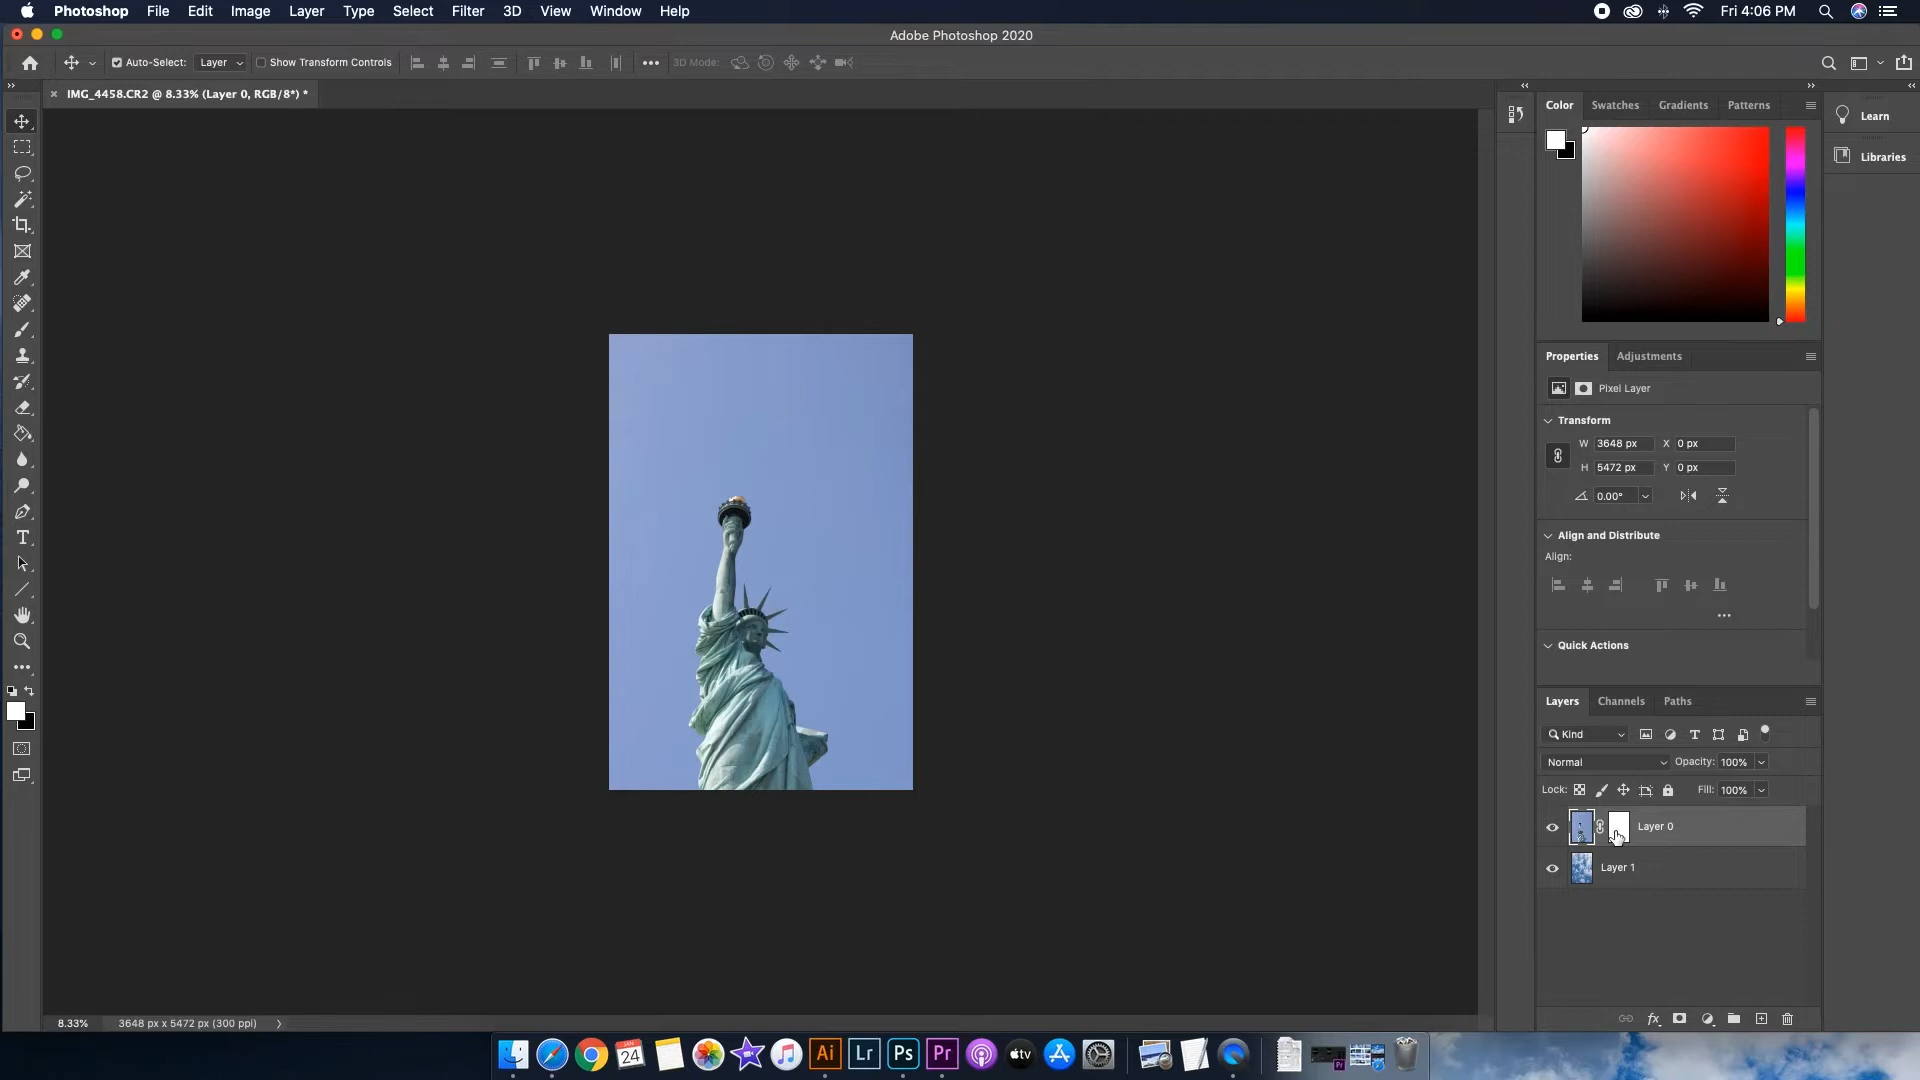 Photoshop File Edit Image Layer Type Select Filter 3D View Window Help Fri 4:06 PM
Adobe Photoshop 2020
Auto-Select: Layer Show Transform Controls 3D Mode:
IMG_4458.CR2 @ 8.33% (Layer 0, RGB/8*) *
Color Swatches Gradients Patterns
Learn
Libraries
Properties Adjustments
Pixel Layer
Transform
W 3648 px X 0 px
H 5472 px Y 0 px
0.00°
Align and Distribute
Align:
Quick Actions
Layers Channels Paths
Kind
Normal Opacity: 100%
Lock: Fill: 100%
Layer 0
Layer 1
fx
8.33% 3648 px x 5472 px (300 ppi)
JAN
24
Ai Lr Ps Pr tv